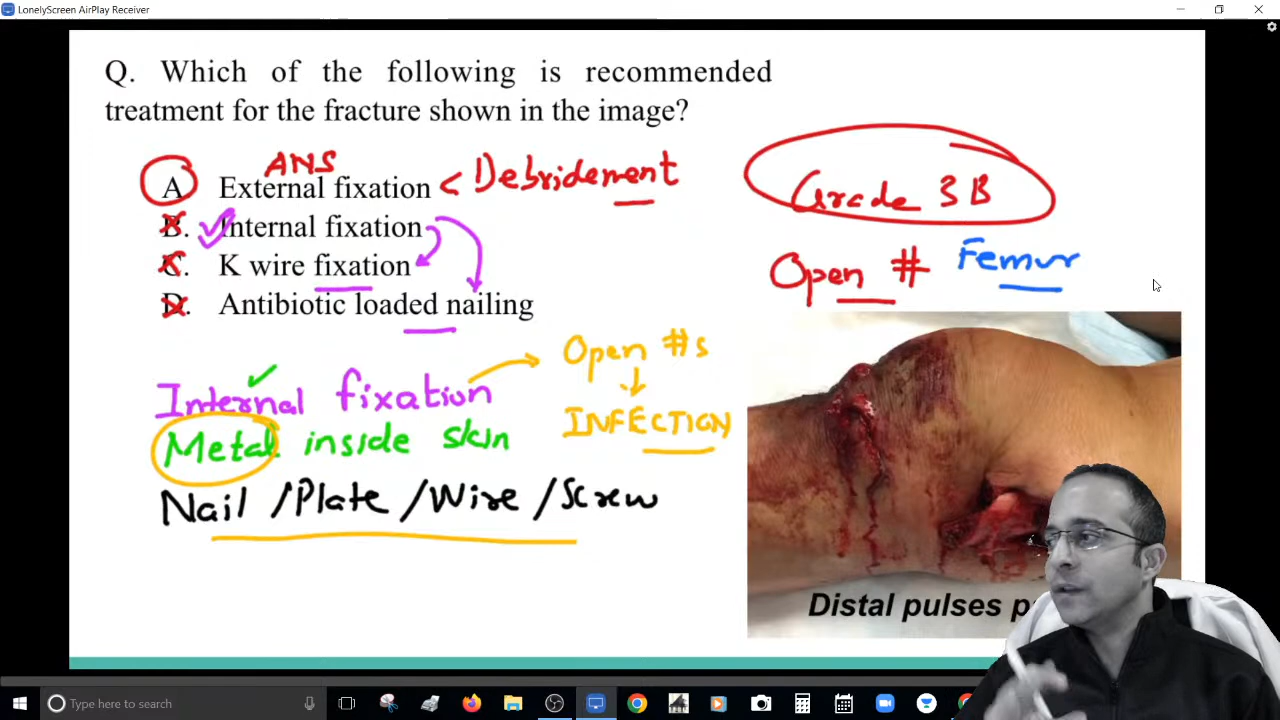 LonelyScreen AirPlay Receiver
Q. Which of the following is recommended
treatment for the fracture shown in the image?
ANS
A External fixation < Debridement
B. Internal fixation
C. K wire fixation
D. Antibiotic loaded nailing
Grade 3B
Open # Femur
Open #s
INFECTION
Internal fixation
Metal inside skin
Nail /Plate /Wire /Screw
Distal pulses
Type here to search